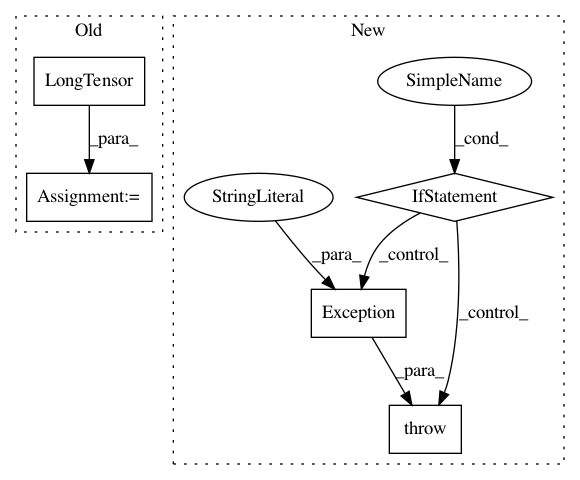 Old
New
LongTensor
SimpleName
_para_
_cond_
Assignment:=
StringLiteral
IfStatement
_para_
_control_
Exception
_control_
_para_
throw